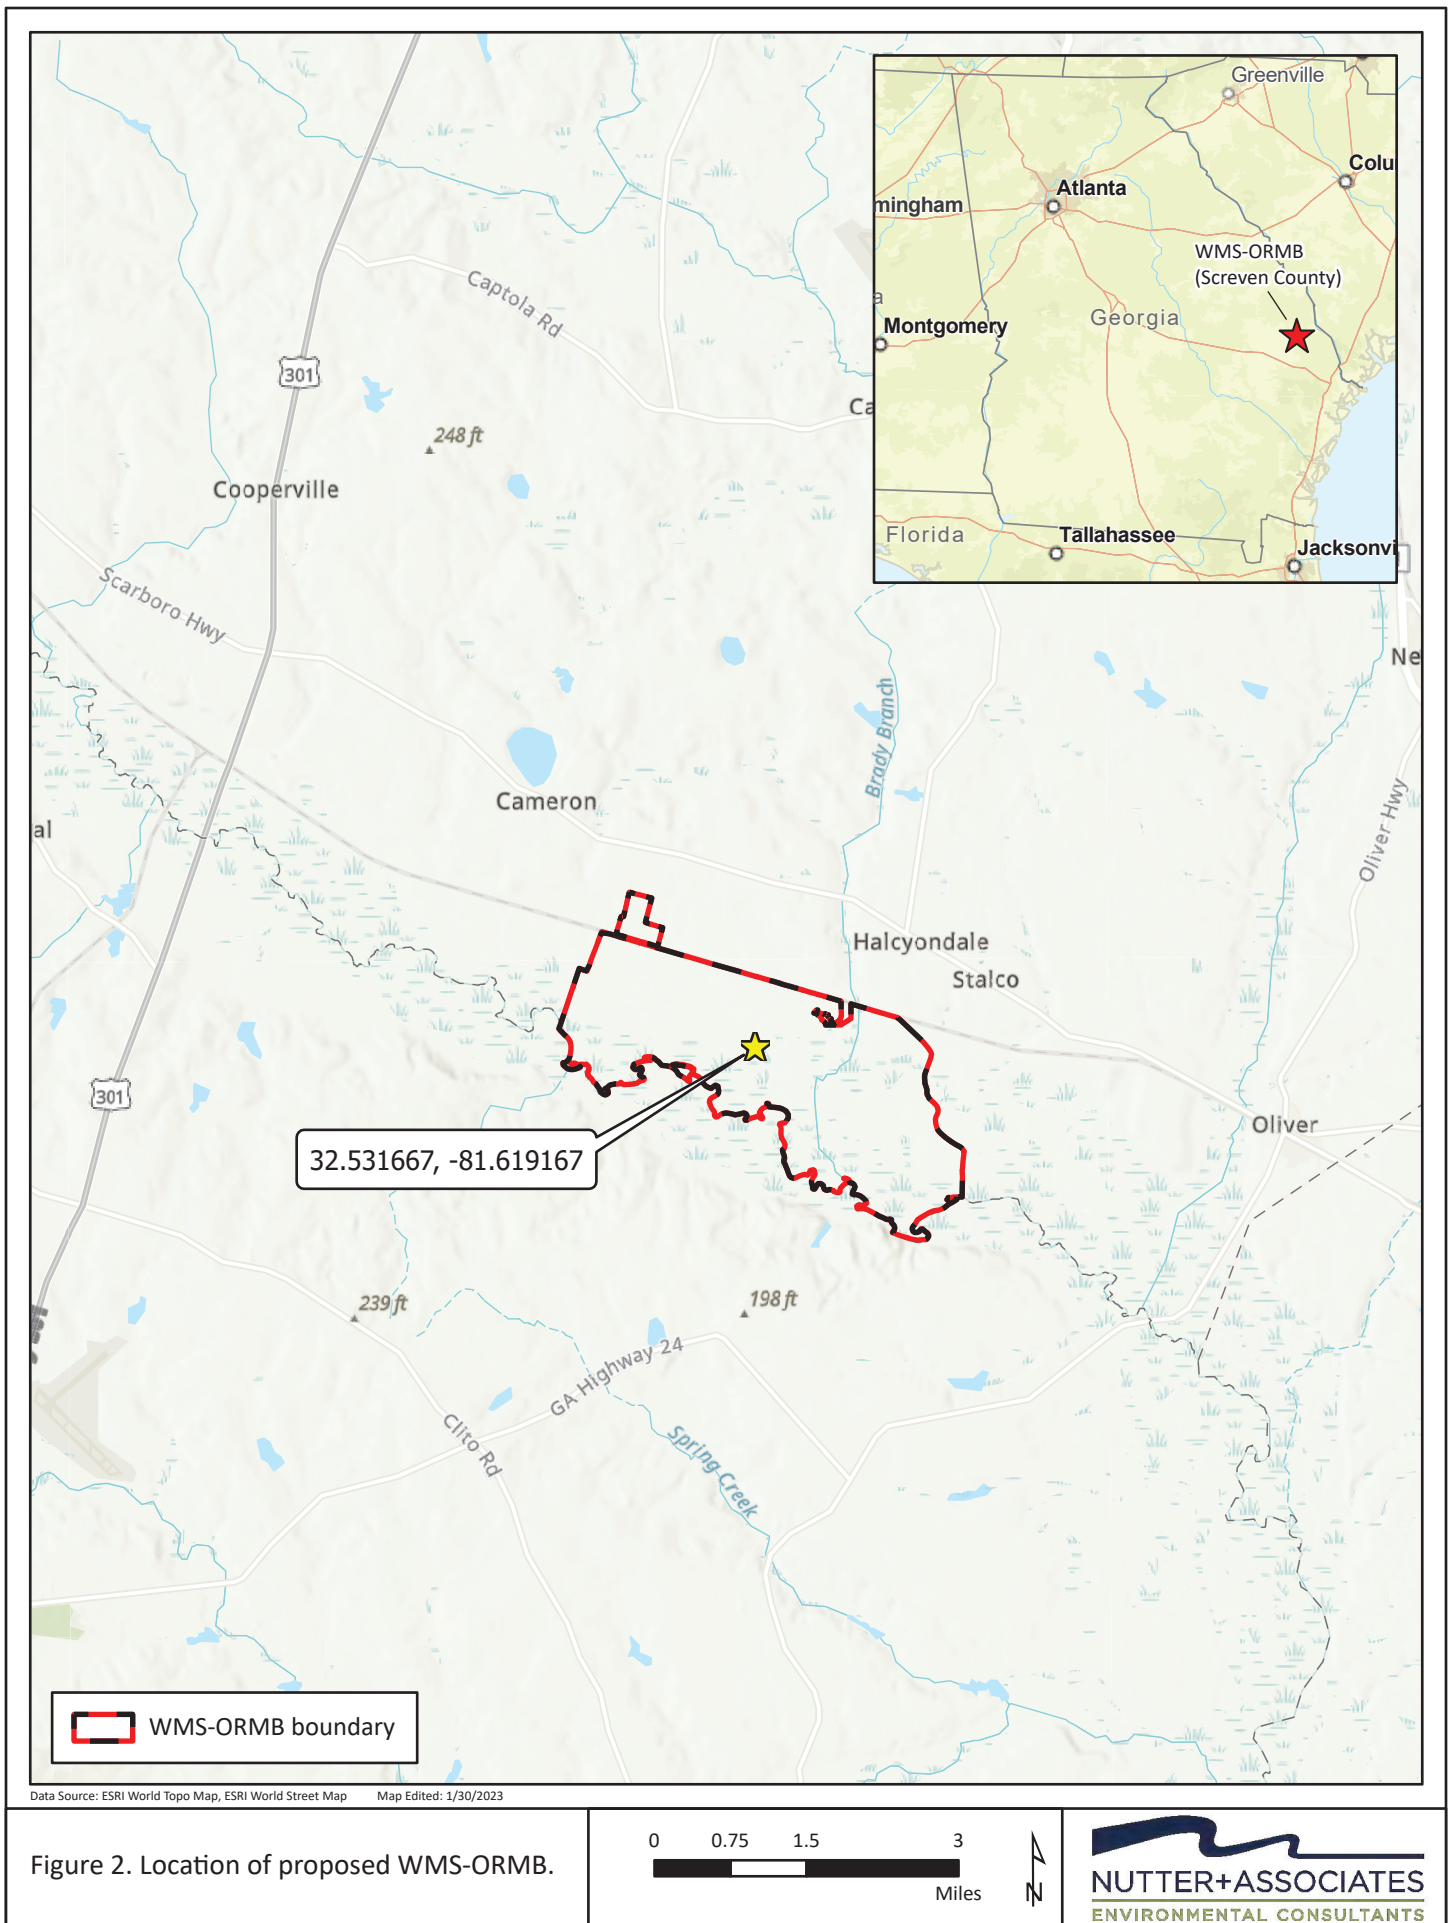 Greenville
Colu
Atlanta
mingham
WMS-ORMB
(Screven County)
a
Georgia
Montgomery
Florida
Tallahassee
Jacksonvi
Captola Rd
301
Ca
248 ft
Cooperville
Scarboro Hwy
Ne
Brady Branch
Cameron
al
Oliver Hwy
Halcyondale
Stalco
301
Oliver
32.531667, -81.619167
239 ft
198 ft
GA Highway 24
Clito Rd
Spring Creek
WMS-ORMB boundary
Data Source: ESRI World Topo Map, ESRI World Street Map Map Edited: 1/30/2023
Figure 2. Location of proposed WMS-ORMB.
0 0.75 1.5 3
Miles
N
NUTTER+ASSOCIATES
ENVIRONMENTAL CONSULTANTS